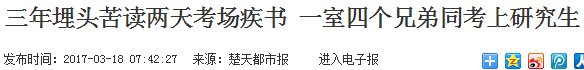 三年埋头苦读两天考场疾书 一室四个兄弟同考上研究生
发布时间：2017-03-18 07:42:27 来源：楚天都市报 进入电子报